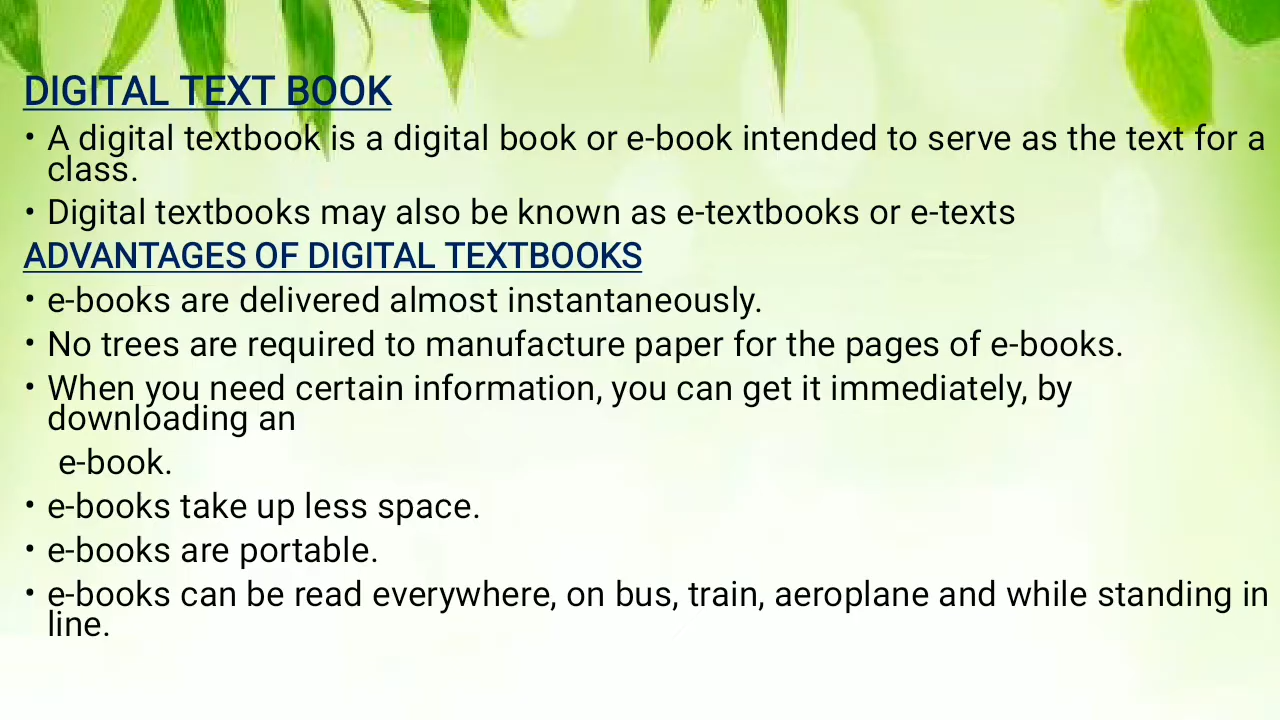 DIGITAL TEXT BOOK
• A digital textbook is a digital book or e-book intended to serve as the text for a
class.
• Digital textbooks may also be known as e-textbooks or e-texts
ADVANTAGES OF DIGITAL TEXTBOOKS
• e-books are delivered almost instantaneously.
• No trees are required to manufacture paper for the pages of e-books.
• When you need certain information, you can get it immediately, by
downloading an
e-book.
• e-books take up less space.
• e-books are portable.
• e-books can be read everywhere, on bus, train, aeroplane and while standing in
line.